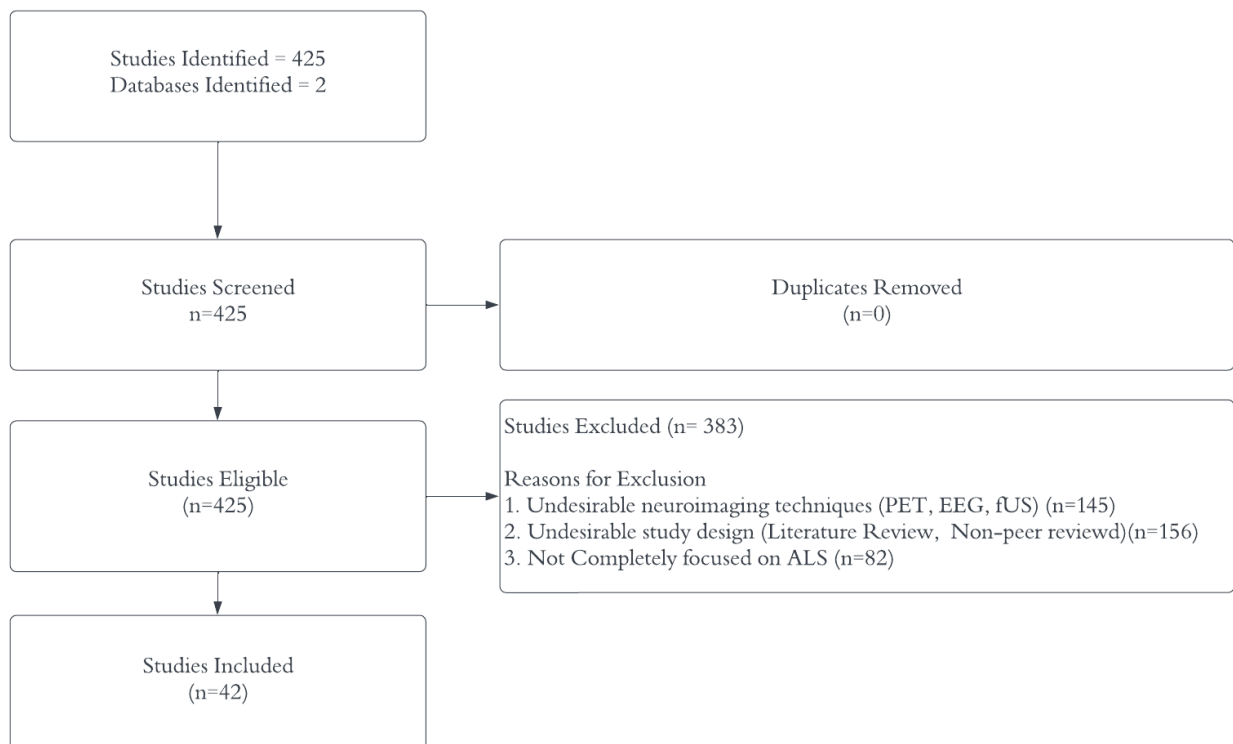 Studies Identified = 425
Databases Identified = 2
Studies Screened
n=425
Duplicates Removed
(n=0)
Studies Eligible
(n=425)
Studies Excluded (n= 383)
Reasons for Exclusion
1. Undesirable neuroimaging techniques (PET, EEG, fUS) (n=145)
2. Undesirable study design (Literature Review, Non-peer reviewd)(n=156)
3. Not Completely focused on ALS (n=82)
Studies Included
(n=42)